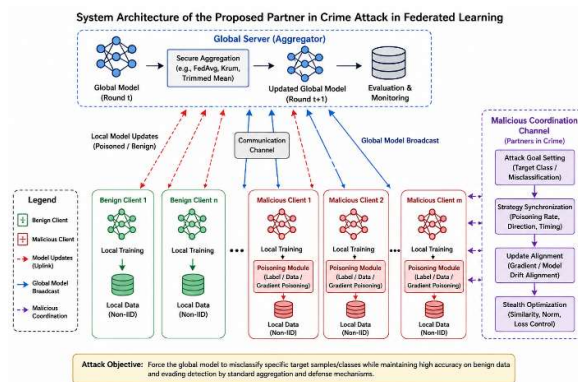 System Architecture of the Proposed Partner in Crime Attack in Federated Learning
Global Server (Aggregator)
Global Model
(Round t)
Secure Aggregation
(e.g., FedAvg, Krum,
Trimmed Mean)
Updated Global Model
(Round t+1)
Evaluation &
Monitoring
Local Model Updates
(Poisoned / Benign)
Communication
Channel
Global Model Broadcast
Malicious Coordination
Channel
(Partners in Crime)
Attack Goal Setting
(Target Class /
Misclassification)
Strategy Synchronization
(Poisoning Rate,
Direction, Timing)
Update Alignment
(Gradient / Model
Drift Alignment)
Stealth Optimization
(Similarity, Norm,
Loss Control)
Legend
Benign Client
Malicious Client
Model Updates
(Uplink)
Global Model
Broadcast
Malicious
Coordination
Benign Client 1
Local Training
Local Data
(Non-IID)
Benign Client n
Local Training
Local Data
(Non-IID)
Malicious Client 1
Local Training
Poisoning Module
(Label / Data /
Gradient Poisoning)
Local Data
(Non-IID)
Malicious Client 2
Local Training
Poisoning Module
(Label / Data /
Gradient Poisoning)
Local Data
(Non-IID)
Malicious Client m
Local Training
Poisoning Module
(Label / Data /
Gradient Poisoning)
Local Data
(Non-IID)
Attack Objective: Force the global model to misclassify specific target samples/classes while maintaining high accuracy on benign data
and evading detection by standard aggregation and defense mechanisms.